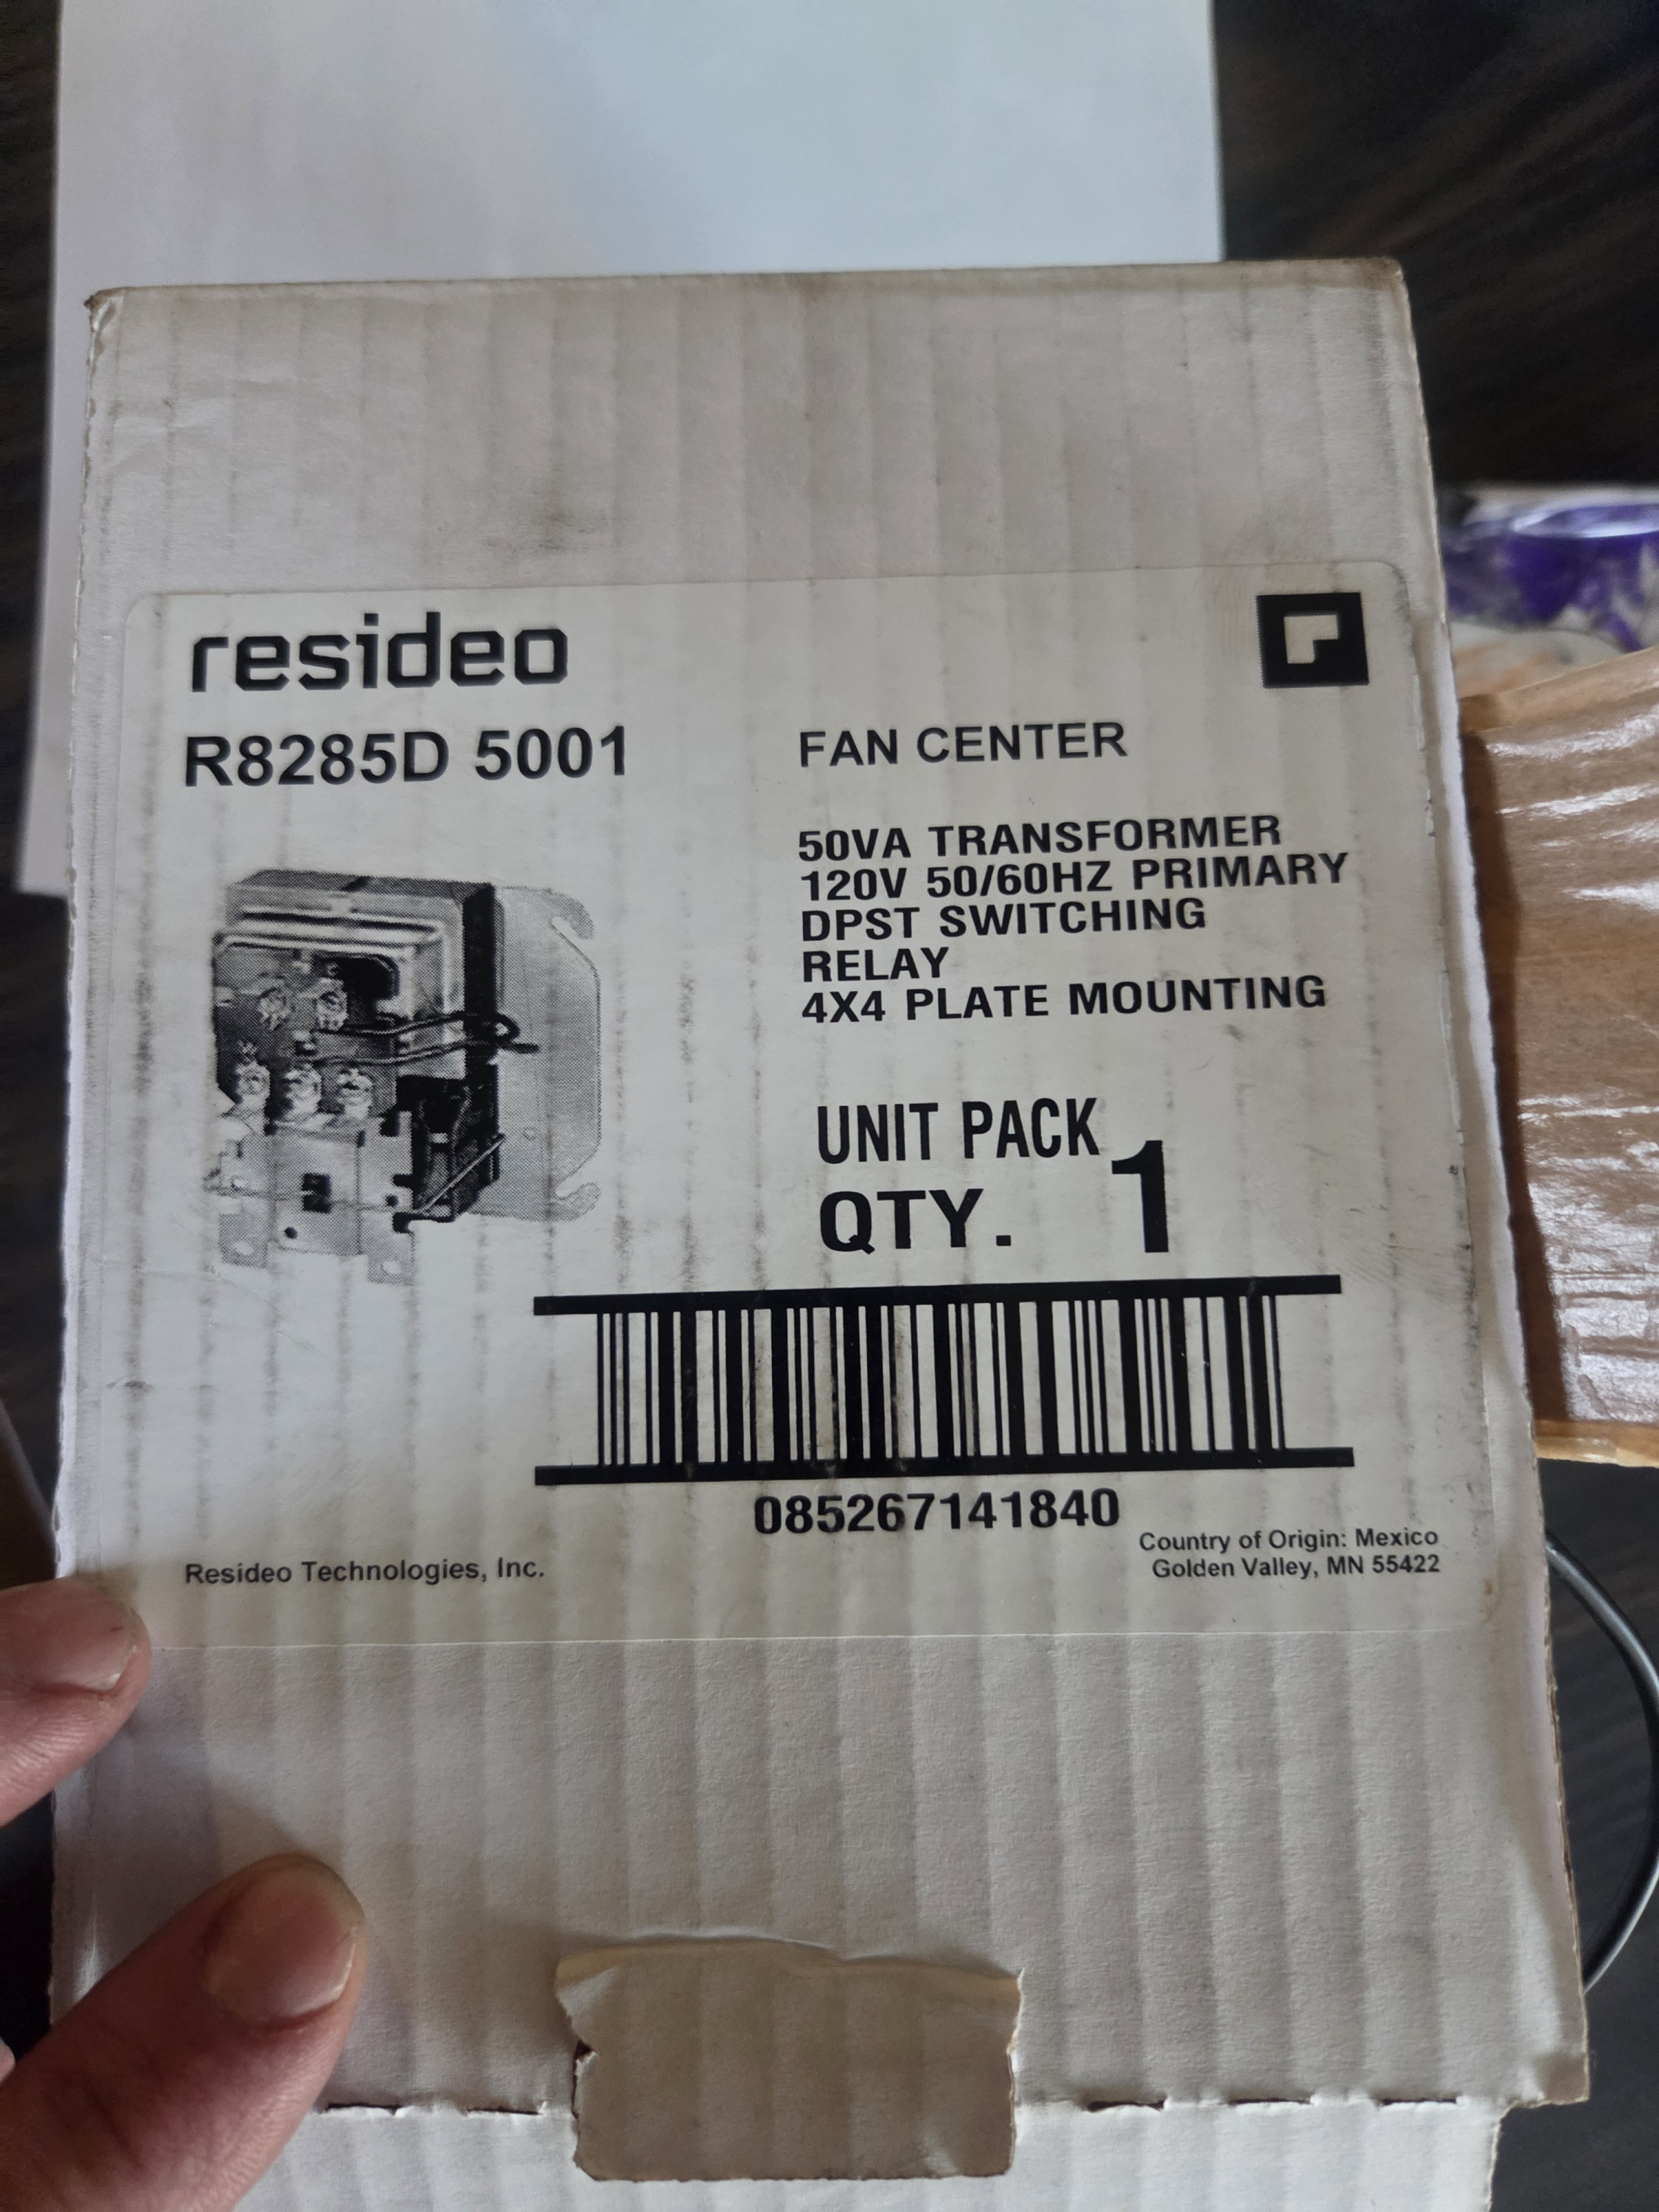 resideo
R8285D 5001
FAN CENTER
50VA TRANSFORMER
120V 50/60HZ PRIMARY
DPST SWITCHING
RELAY
4X4 PLATE MOUNTING
UNIT PACK
QTY. 1
085267141840
Resideo Technologies, Inc.
Country of Origin: Mexico
Golden Valley, MN 55422